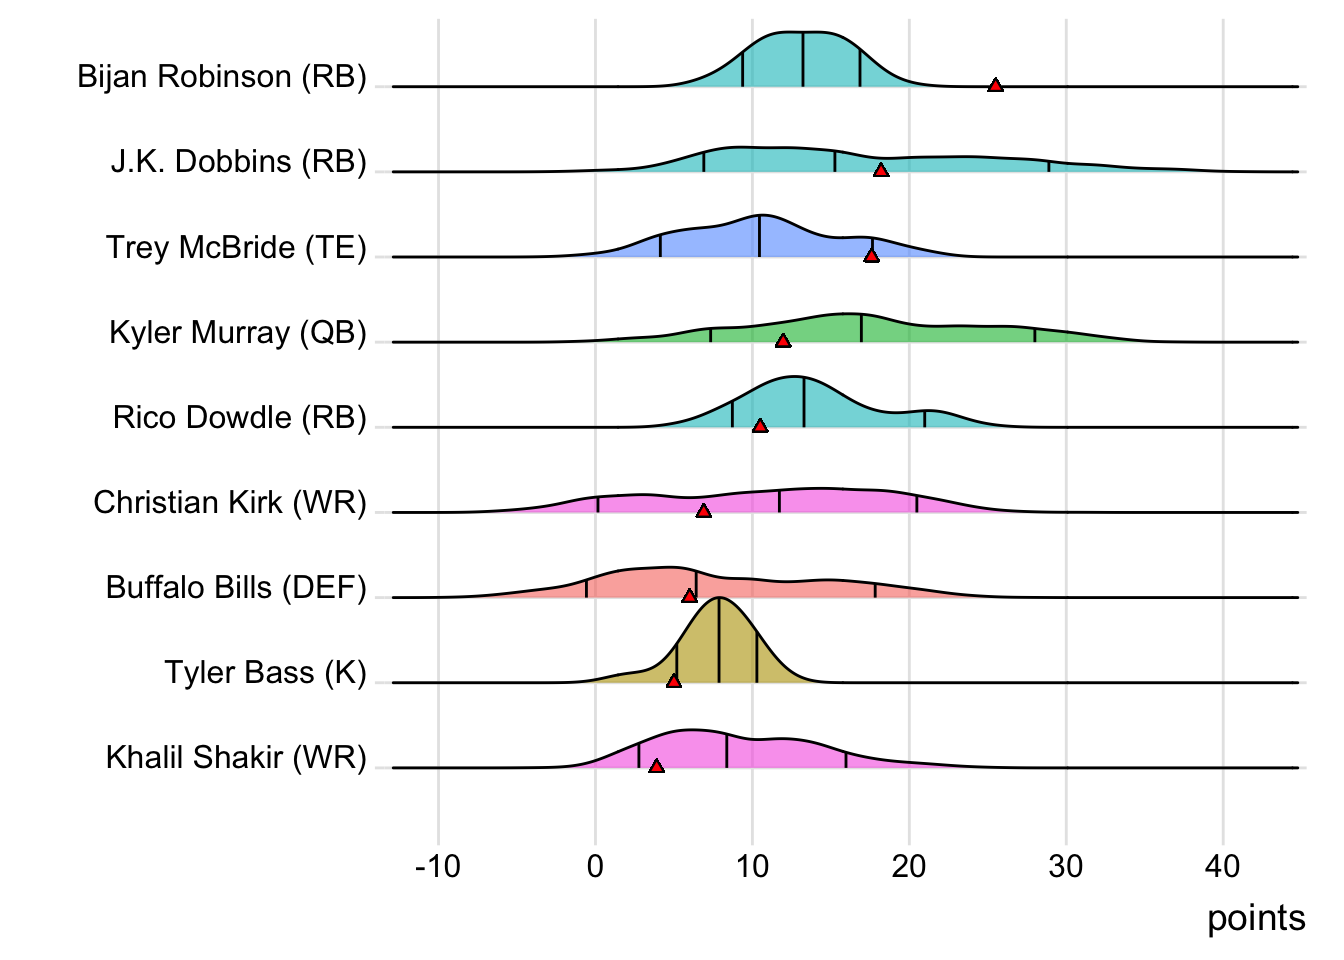 Bijan Robinson (RB)
J.K. Dobbins (RB)
Trey McBride (TE)
Kyler Murray (QB)
Rico Dowdle (RB)
Christian Kirk (WR)
Buffalo Bills (DEF)
Tyler Bass (K)
Khalil Shakir (WR)
-10 0 10 20 30 40
points